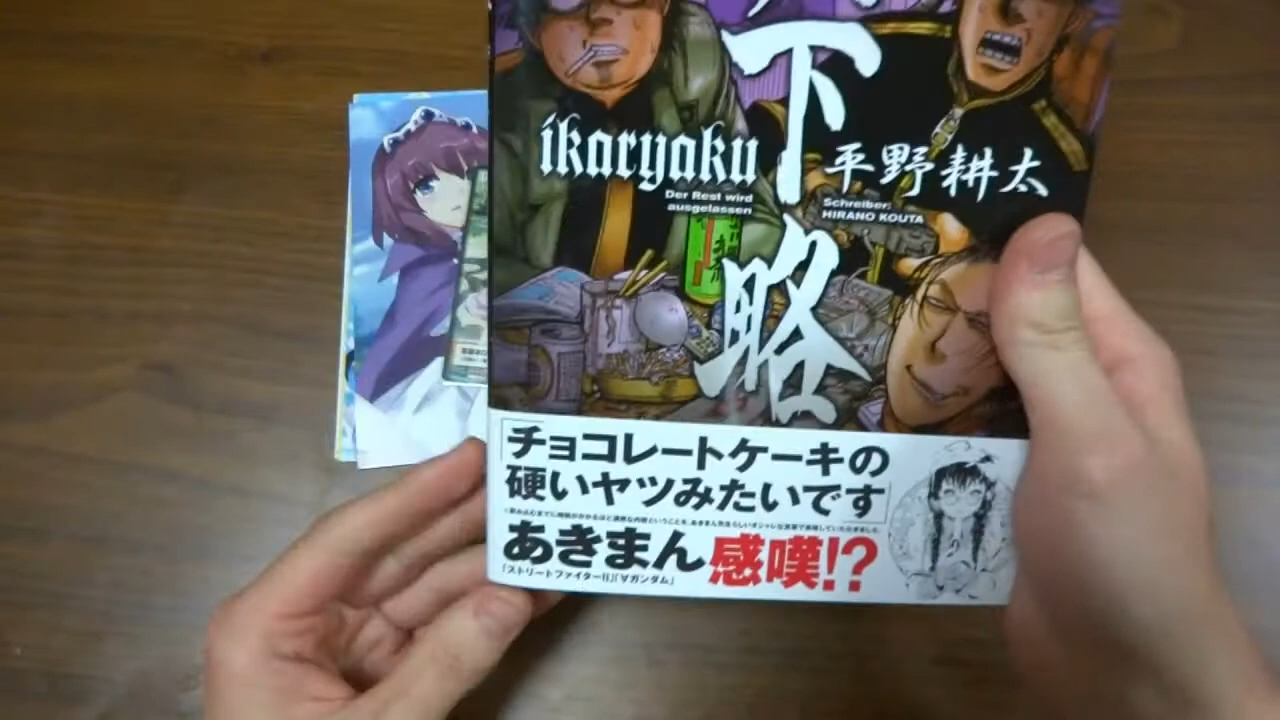 下略
ikaryaku
平野耕太
Der Rest wird
ausgelassen
Schreiber:
HIRANO KOUTA
「チョコレートケーキの
硬いヤツみたいです」
あきまん感嘆!?
「ストリートファイターII」「∀ガンダム」